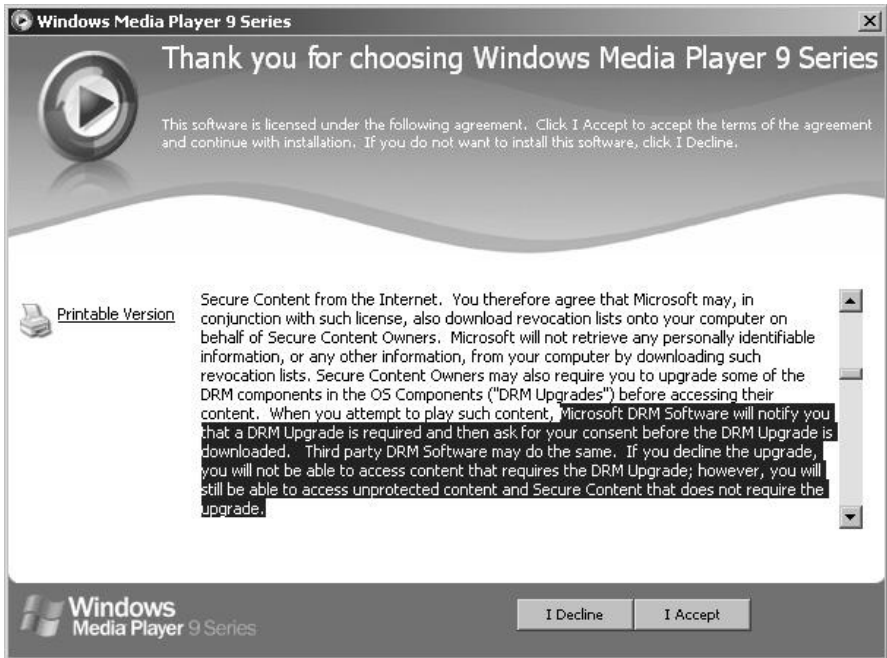 Windows Media Player 9 Series
Thank you for choosing Windows Media Player 9 Series
This software is licensed under the following agreement. Click I Accept to accept the terms of the agreement
and continue with installation. If you do not want to install this software, click I Decline.
Printable Version
Secure Content from the Internet. You therefore agree that Microsoft may, in
conjunction with such license, also download revocation lists onto your computer on
behalf of Secure Content Owners. Microsoft will not retrieve any personally identifiable
information, or any other information, from your computer by downloading such
revocation lists. Secure Content Owners may also require you to upgrade some of the
DRM components in the OS Components ("DRM Upgrades") before accessing their
content. When you attempt to play such content, Microsoft DRM Software will notify you
that a DRM Upgrade is required and then ask for your consent before the DRM Upgrade is
downloaded. Third party DRM Software may do the same. If you decline the upgrade,
you will not be able to access content that requires the DRM Upgrade; however, you will
still be able to access unprotected content and Secure Content that does not require the
upgrade.
Windows
Media Player 9 Series
I Decline
I Accept